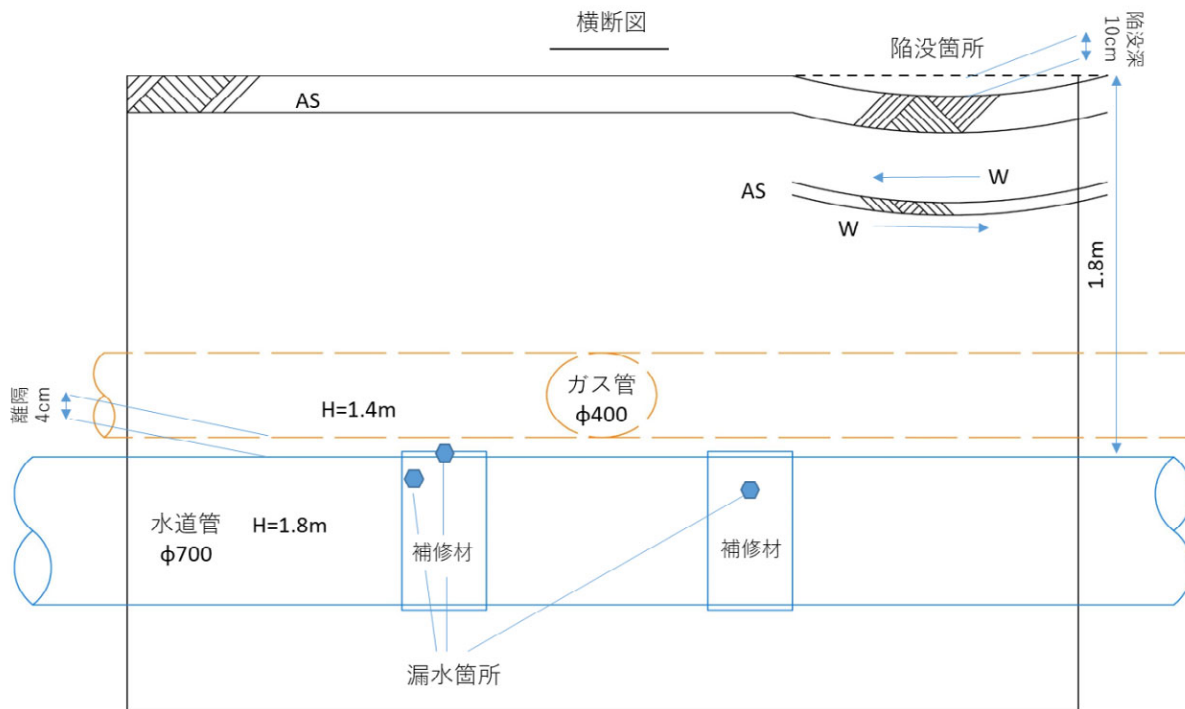 横断図
陥没箇所
陥没深
10cm
AS
W
AS
W
1.8m
離隔
4cm
ガス管
φ400
H=1.4m
水道管
φ700
H=1.8m
補修材
補修材
漏水箇所